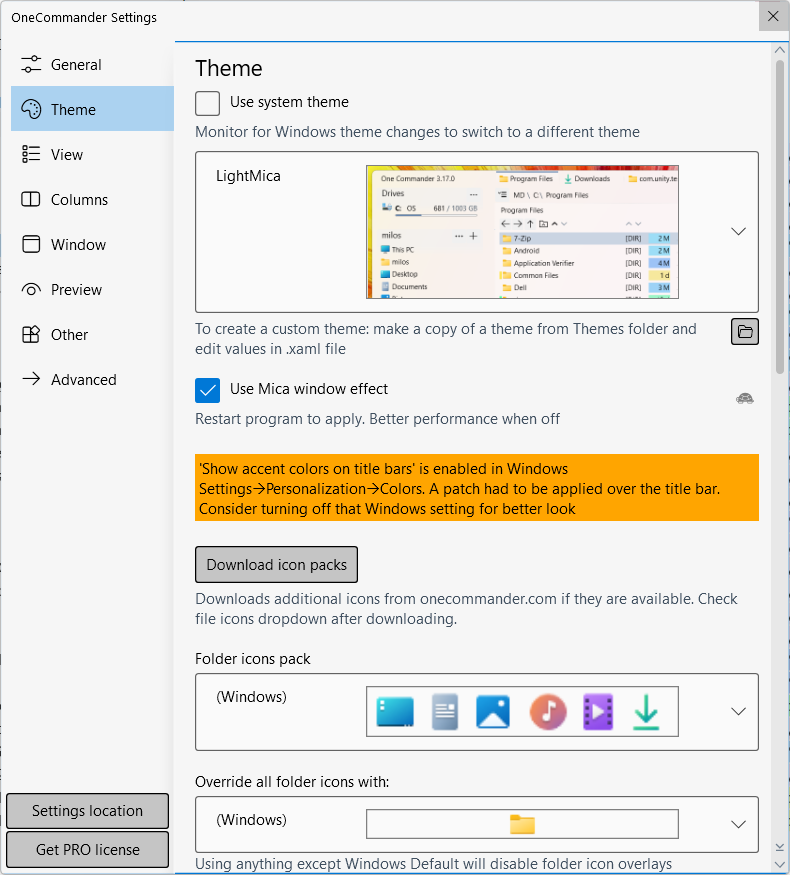 OneCommander Settings
General
Theme
View
Columns
Window
Preview
Other
Advanced
Settings location
Get PRO license
Theme
Use system theme
Monitor for Windows theme changes to switch to a different theme
LightMica
One Commander 3.17.0
Drives
C: OS 681 / 1003 GB
milos
This PC
milos
Desktop
Documents
Program Files Downloads com.unity.te
MD \ C:\ Program Files
Program Files
7-Zip [DIR] 2 M
Android [DIR] 2 M
Application Verifier [DIR] 4 M
Common Files [DIR] 1 d
Dell [DIR] 3 M
To create a custom theme: make a copy of a theme from Themes folder and
edit values in .xaml file
Use Mica window effect
Restart program to apply. Better performance when off
'Show accent colors on title bars' is enabled in Windows
Settings→Personalization→Colors. A patch had to be applied over the title bar.
Consider turning off that Windows setting for better look
Download icon packs
Downloads additional icons from onecommander.com if they are available. Check
file icons dropdown after downloading.
Folder icons pack
(Windows)
Override all folder icons with:
(Windows)
Using anything except Windows Default will disable folder icon overlays